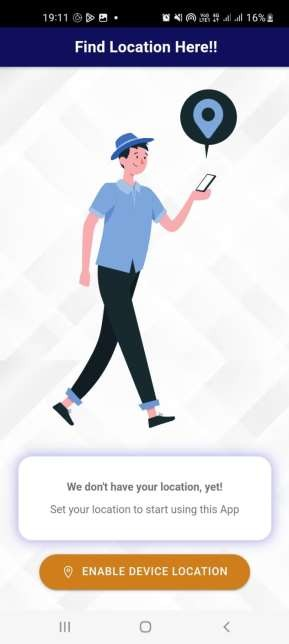 19:11 16%
Find Location Here!!
We don't have your location, yet!
Set your location to start using this App
ENABLE DEVICE LOCATION